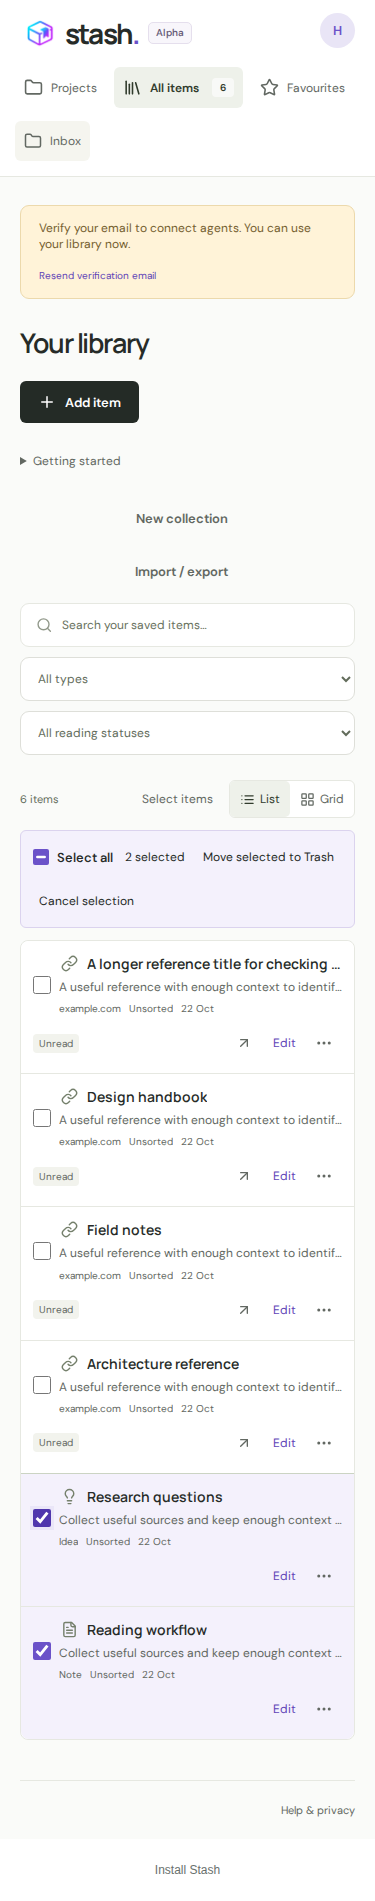 stash. Alpha
H
Projects
All items 6
Favourites
Inbox
Verify your email to connect agents. You can use
your library now.
Resend verification email
Your library
Add item
Getting started
New collection
Import / export
Search your saved items...
All types
All reading statuses
6 items
Select items
List
Grid
Select all
2 selected
Move selected to Trash
Cancel selection
A longer reference title for checking ...
A useful reference with enough context to identif...
example.com Unsorted 22 Oct
Unread
Edit
Design handbook
A useful reference with enough context to identif...
example.com Unsorted 22 Oct
Unread
Edit
Field notes
A useful reference with enough context to identif...
example.com Unsorted 22 Oct
Unread
Edit
Architecture reference
A useful reference with enough context to identif...
example.com Unsorted 22 Oct
Unread
Edit
Research questions
Collect useful sources and keep enough context ...
Idea Unsorted 22 Oct
Edit
Reading workflow
Collect useful sources and keep enough context ...
Note Unsorted 22 Oct
Edit
Help & privacy
Install Stash